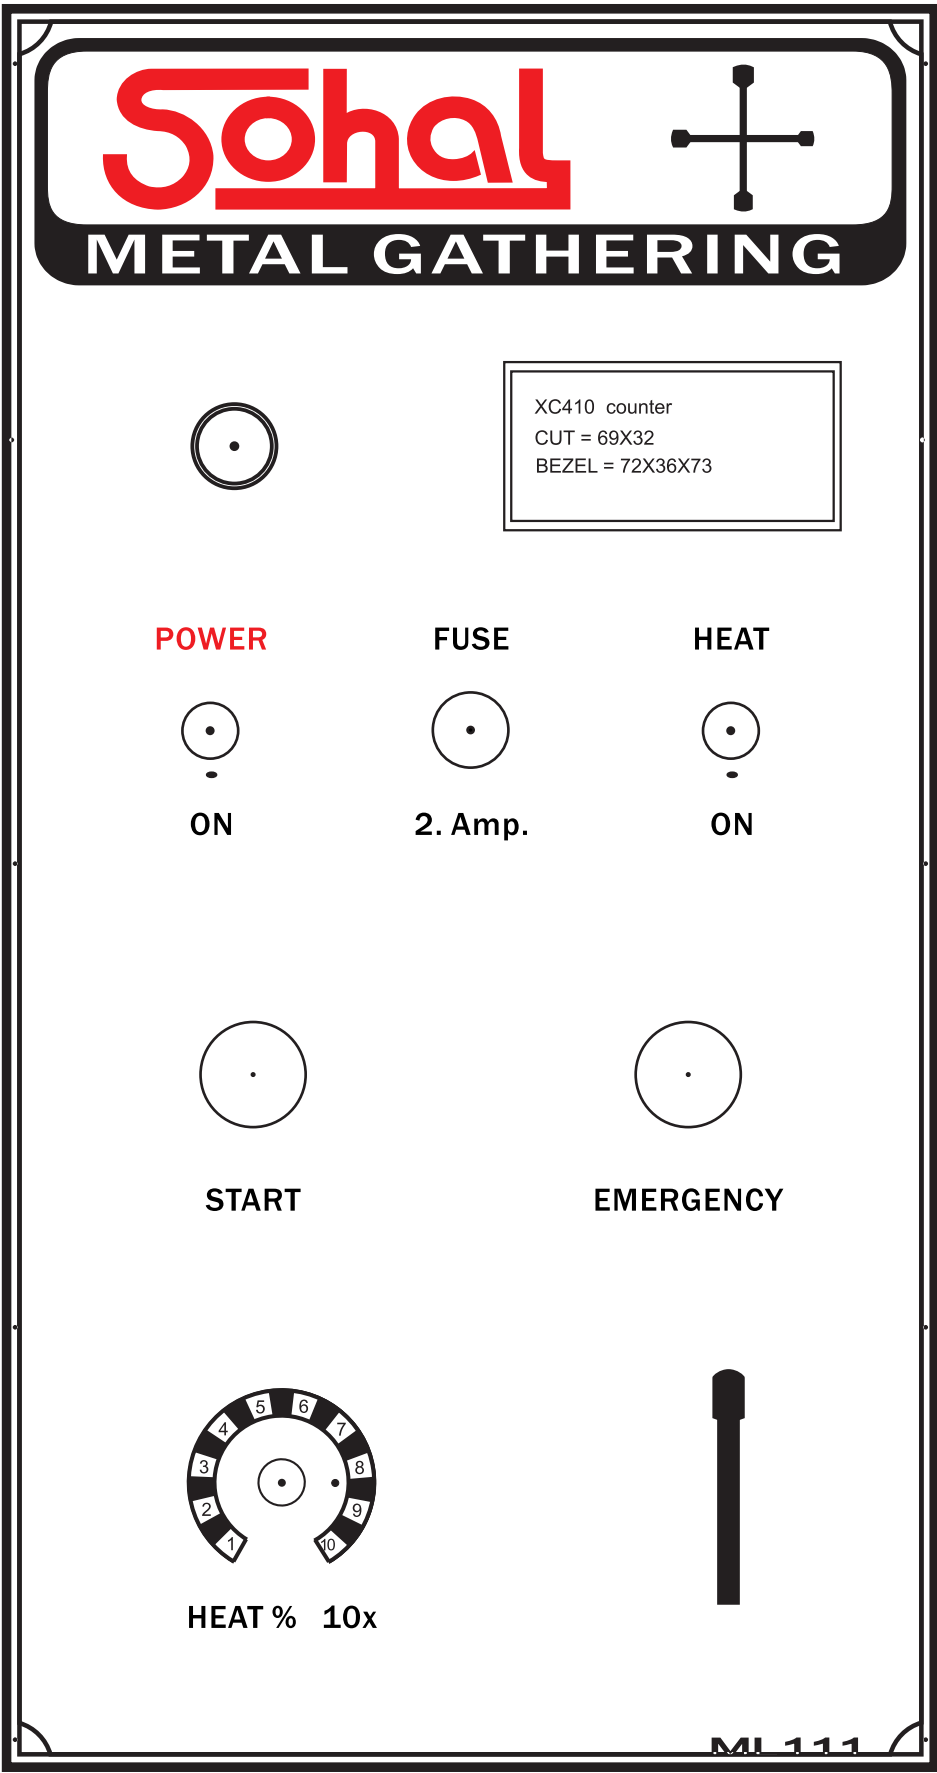 Sohal
METAL GATHERING
XC410 counter
CUT = 69X32
BEZEL = 72X36X73
POWER FUSE HEAT
ON 2. Amp. ON
START EMERGENCY
1 2 3 4 5 6 7 8 9 10
HEAT % 10x
111